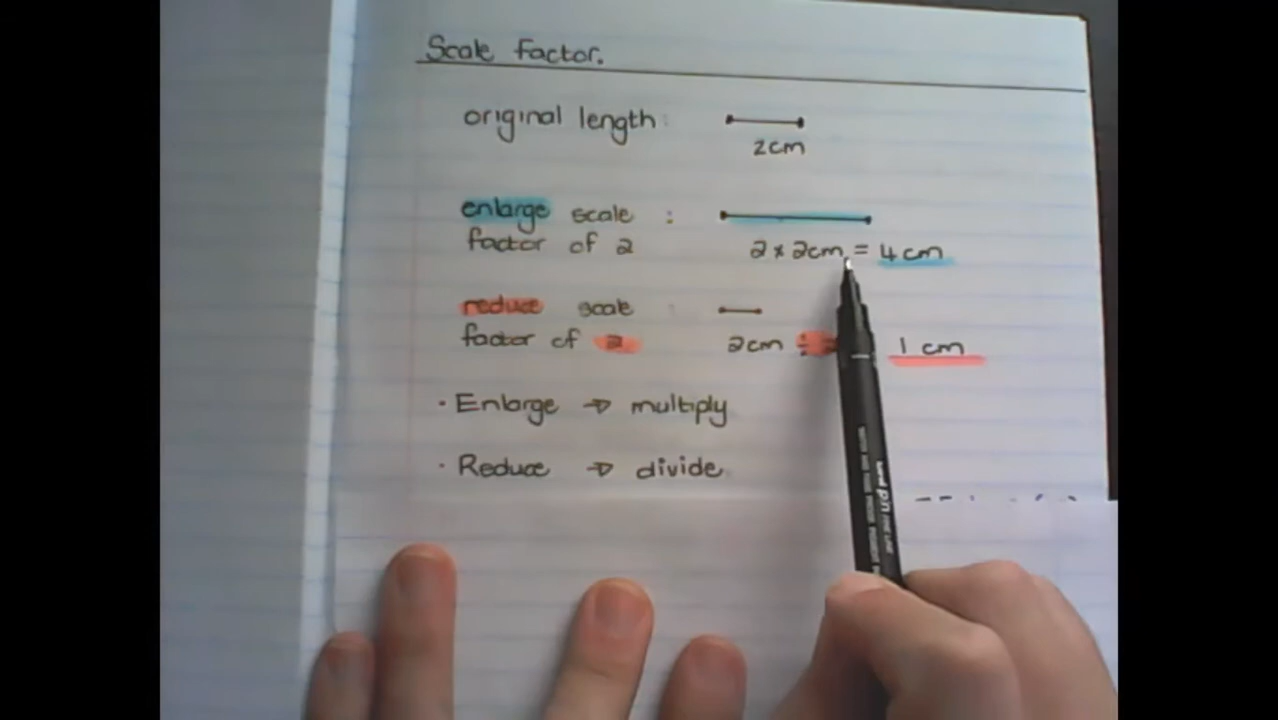 Scale Factor.
original length:
2cm
enlarge scale :
factor of 2
2 x 2cm = 4cm
reduce scale :
factor of 2
2cm ÷ 1 cm
· Enlarge → multiply
· Reduce → divide